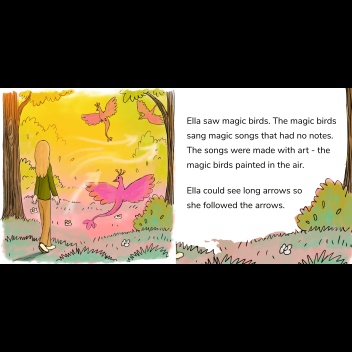 Ella saw magic birds. The magic birds
sang magic songs that had no notes.
The songs were made with art - the
magic birds painted in the air.
Ella could see long arrows so
she followed the arrows.